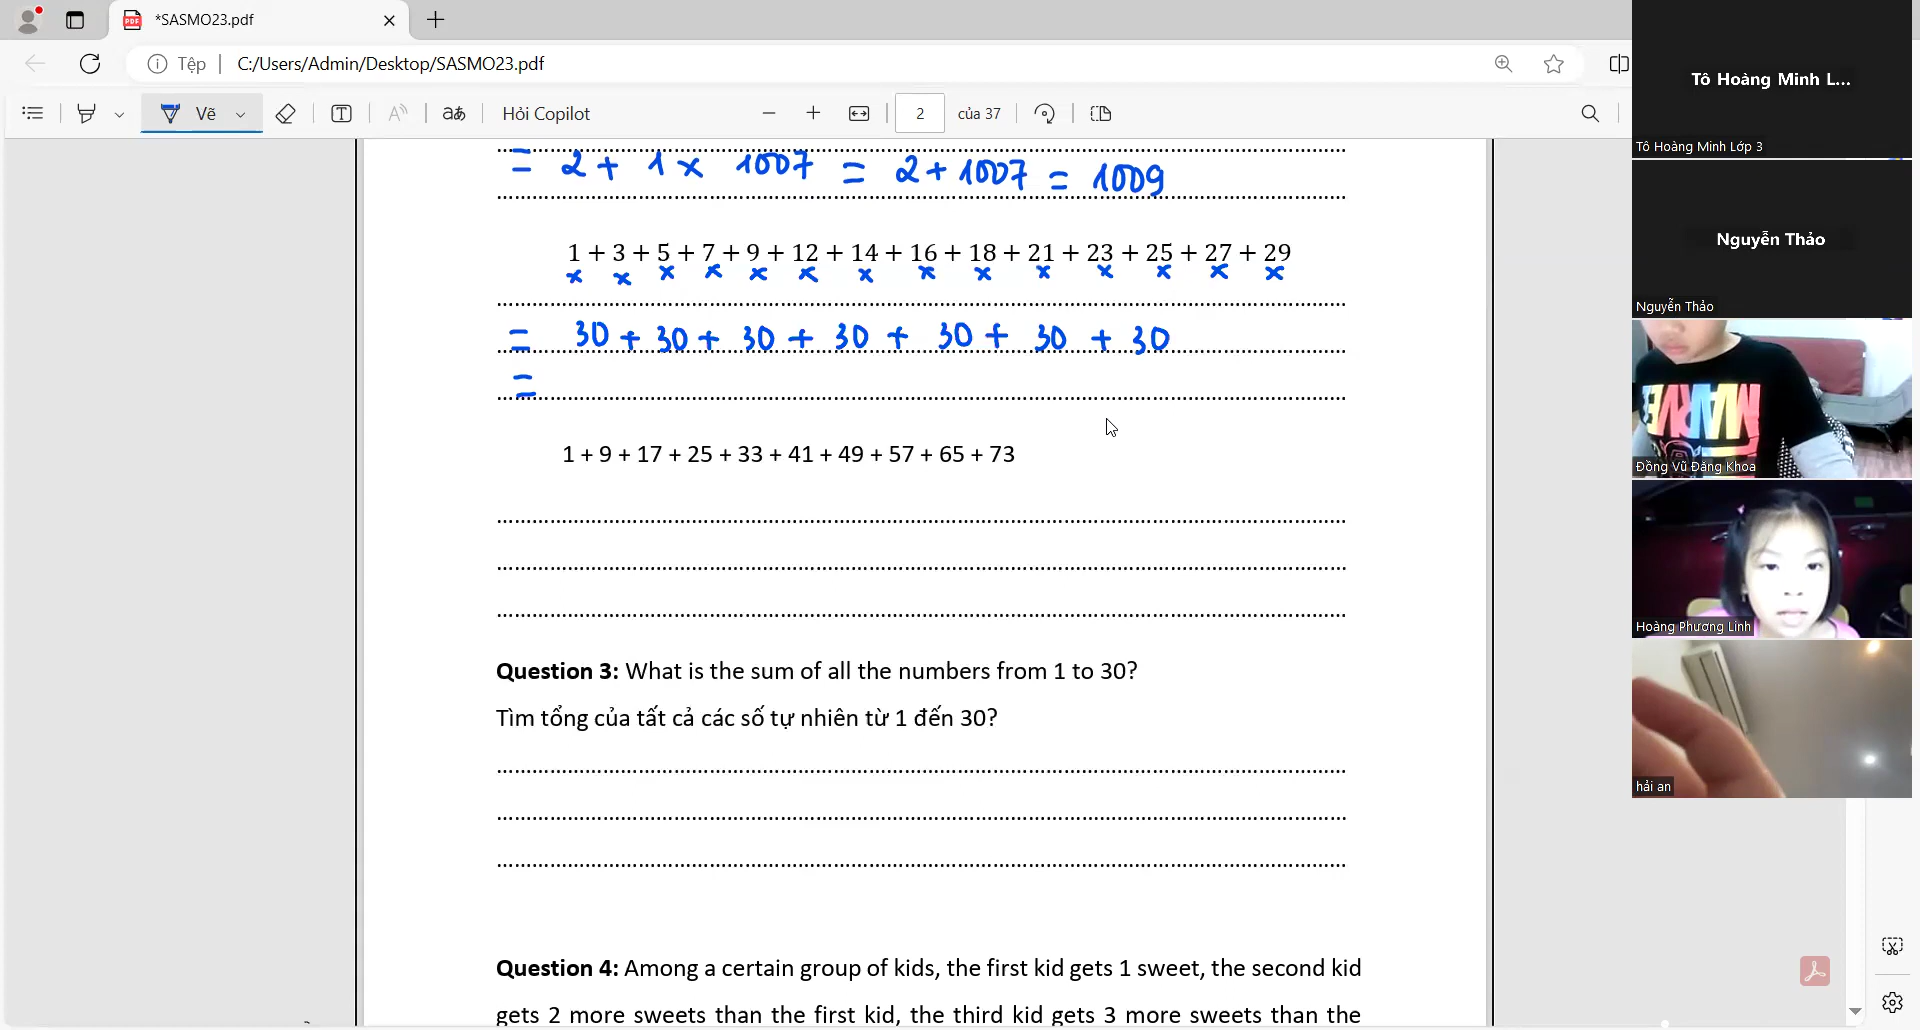 *SASMO23.pdf
Tệp
C:/Users/Admin/Desktop/SASMO23.pdf
Vẽ
aあ
Hỏi Copilot
2
của 37
= 2 + 1 x 1007 = 2 + 1007 = 1009
1 + 3 + 5 + 7 + 9 + 12 + 14 + 16 + 18 + 21 + 23 + 25 + 27 + 29
x x x x x x x x x x x x x x
= 30 + 30 + 30 + 30 + 30 + 30 + 30
=
1 + 9 + 17 + 25 + 33 + 41 + 49 + 57 + 65 + 73
Question 3: What is the sum of all the numbers from 1 to 30?
Tìm tổng của tất cả các số tự nhiên từ 1 đến 30?
Question 4: Among a certain group of kids, the first kid gets 1 sweet, the second kid
gets 2 more sweets than the first kid, the third kid gets 3 more sweets than the
Tô Hoàng Minh L...
Tô Hoàng Minh Lớp 3
Nguyễn Thảo
Nguyễn Thảo
MARVEL
Đồng Vũ Đăng Khoa
Hoàng Phương Linh
hải an